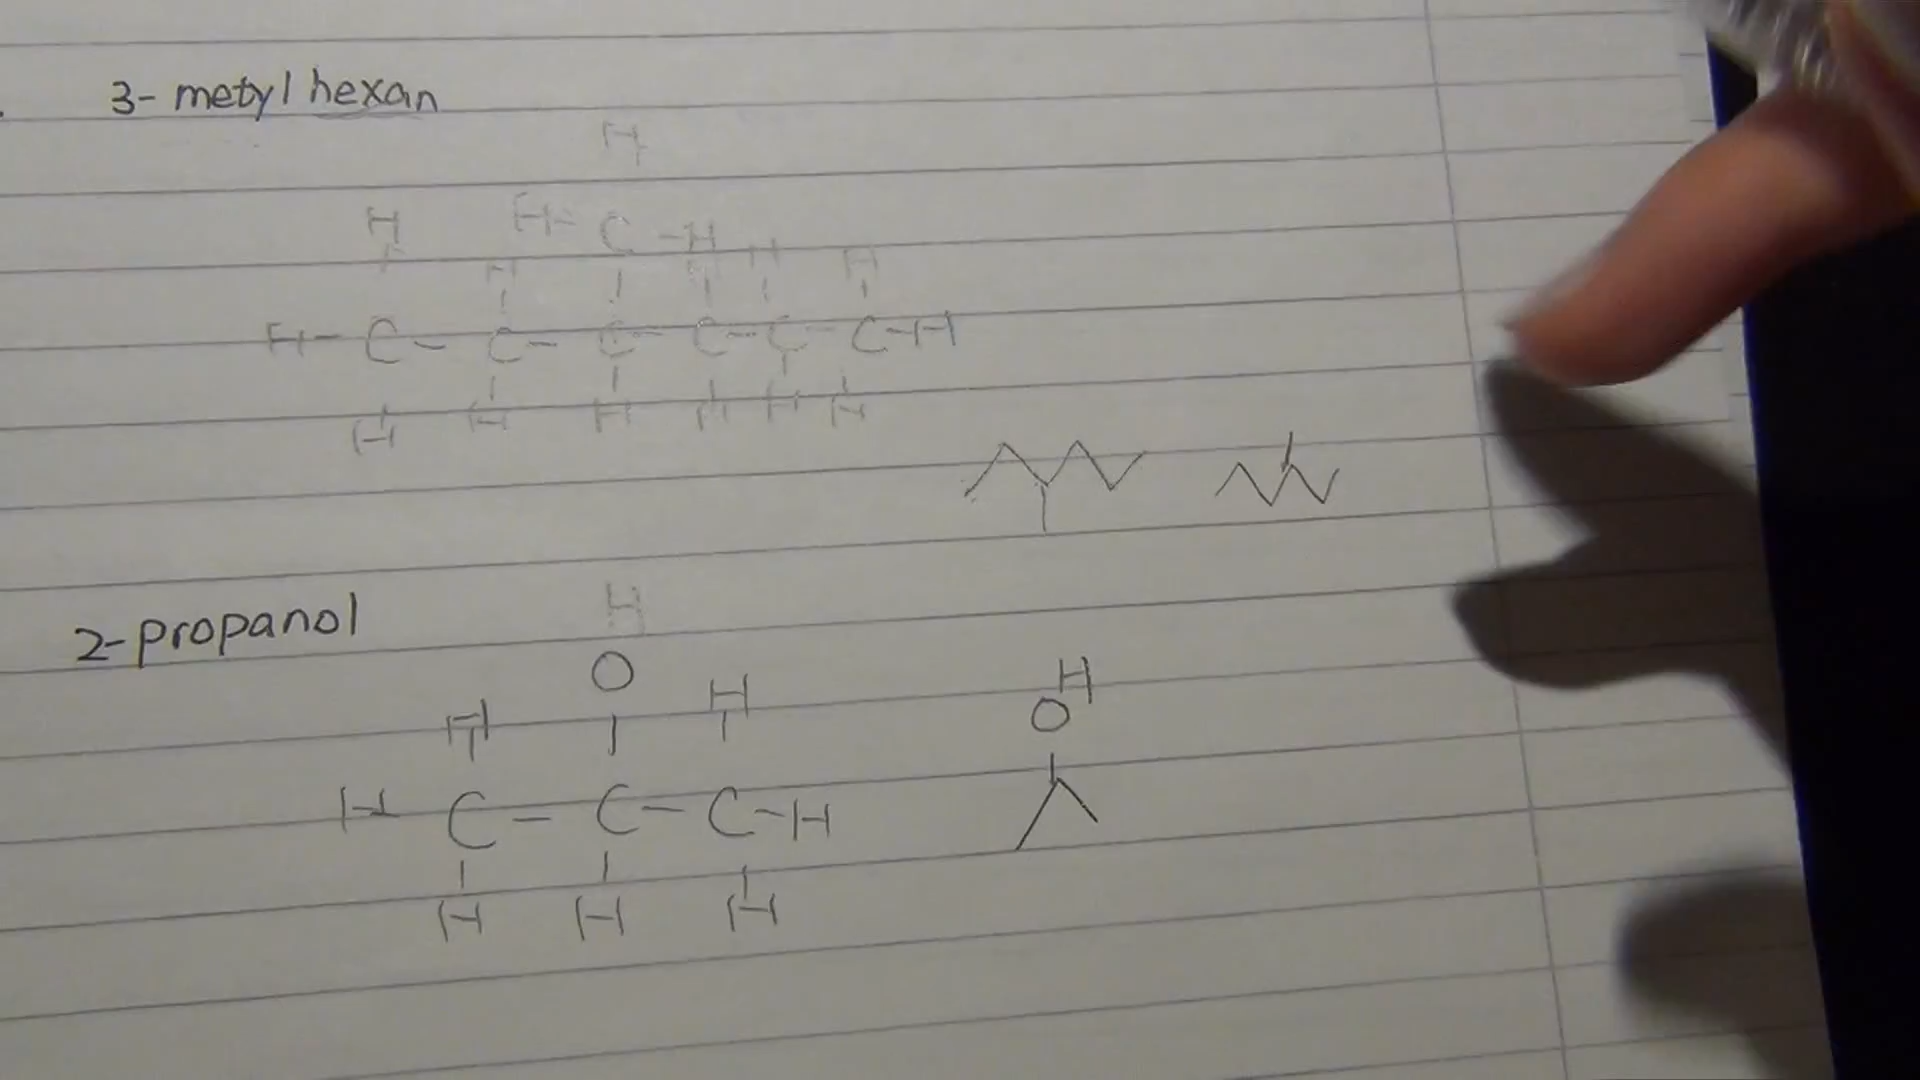 3- metyl hexan
H
H H- C -H H H
H H
H- C - C - C - C - C - C-H
H H H H H H
2-propanol
H
O
H H
H C - C - C-H
H H H
H
O